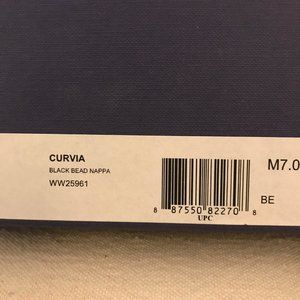 CURVIA
BLACK BEAD NAPPA
WW25961
M7.0
BE
8 87550 82270 8
UPC